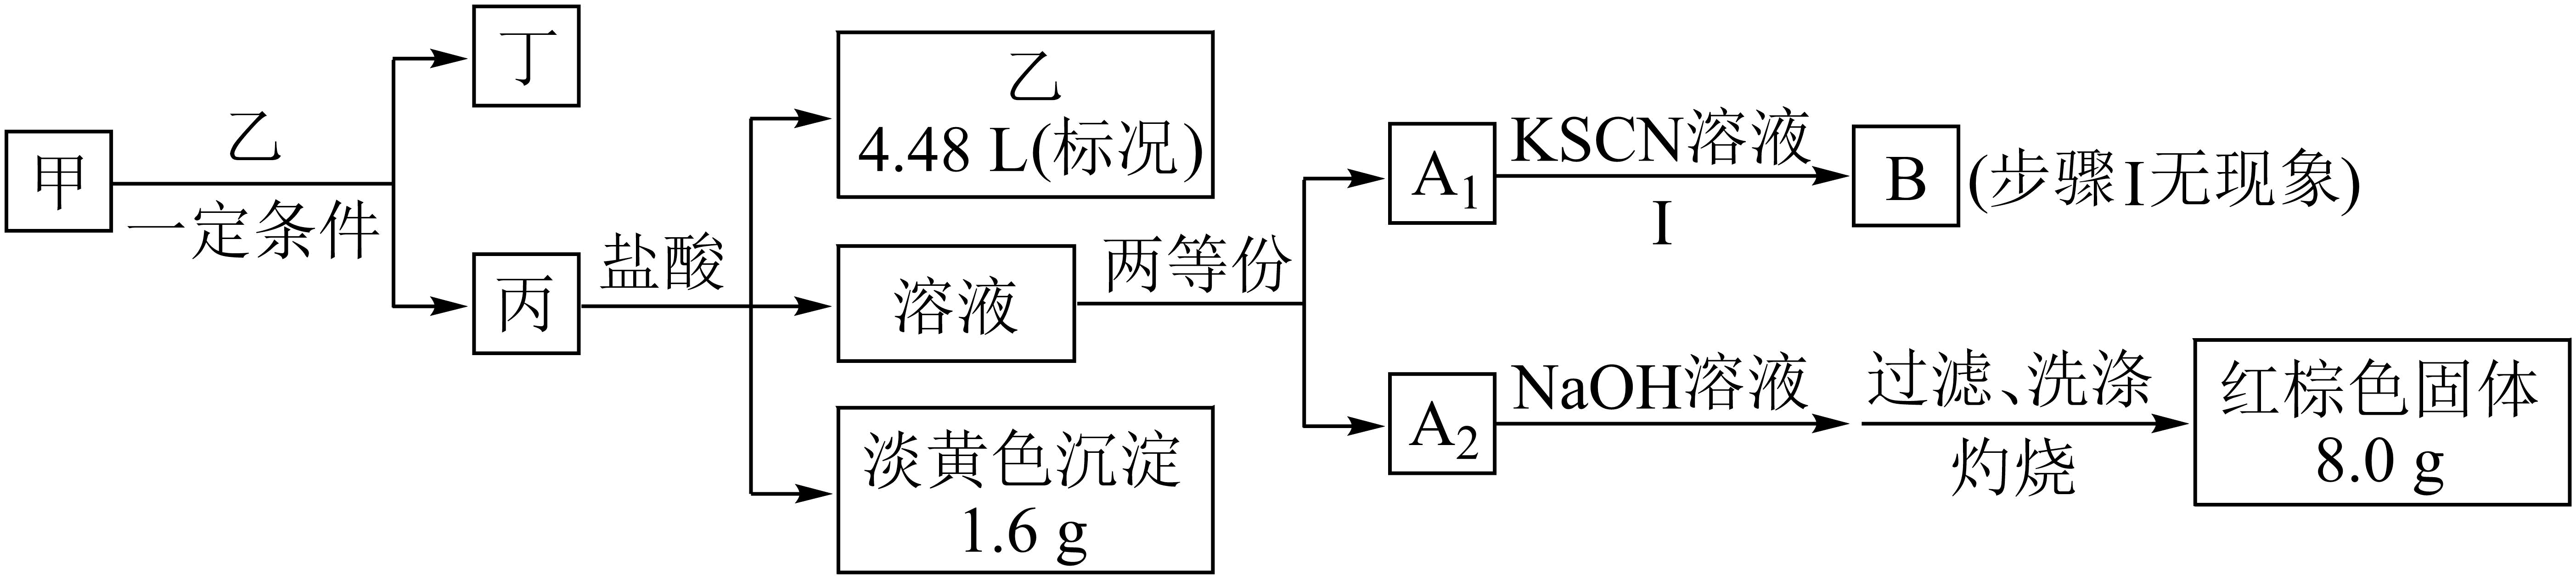 甲
乙
一定条件
丁
丙
盐酸
乙
4.48 L(标况)
溶液
淡黄色沉淀
1.6 g
两等份
A₁
KSCN溶液
I
B
(步骤I无现象)
A₂
NaOH溶液
过滤、洗涤
灼烧
红棕色固体
8.0 g